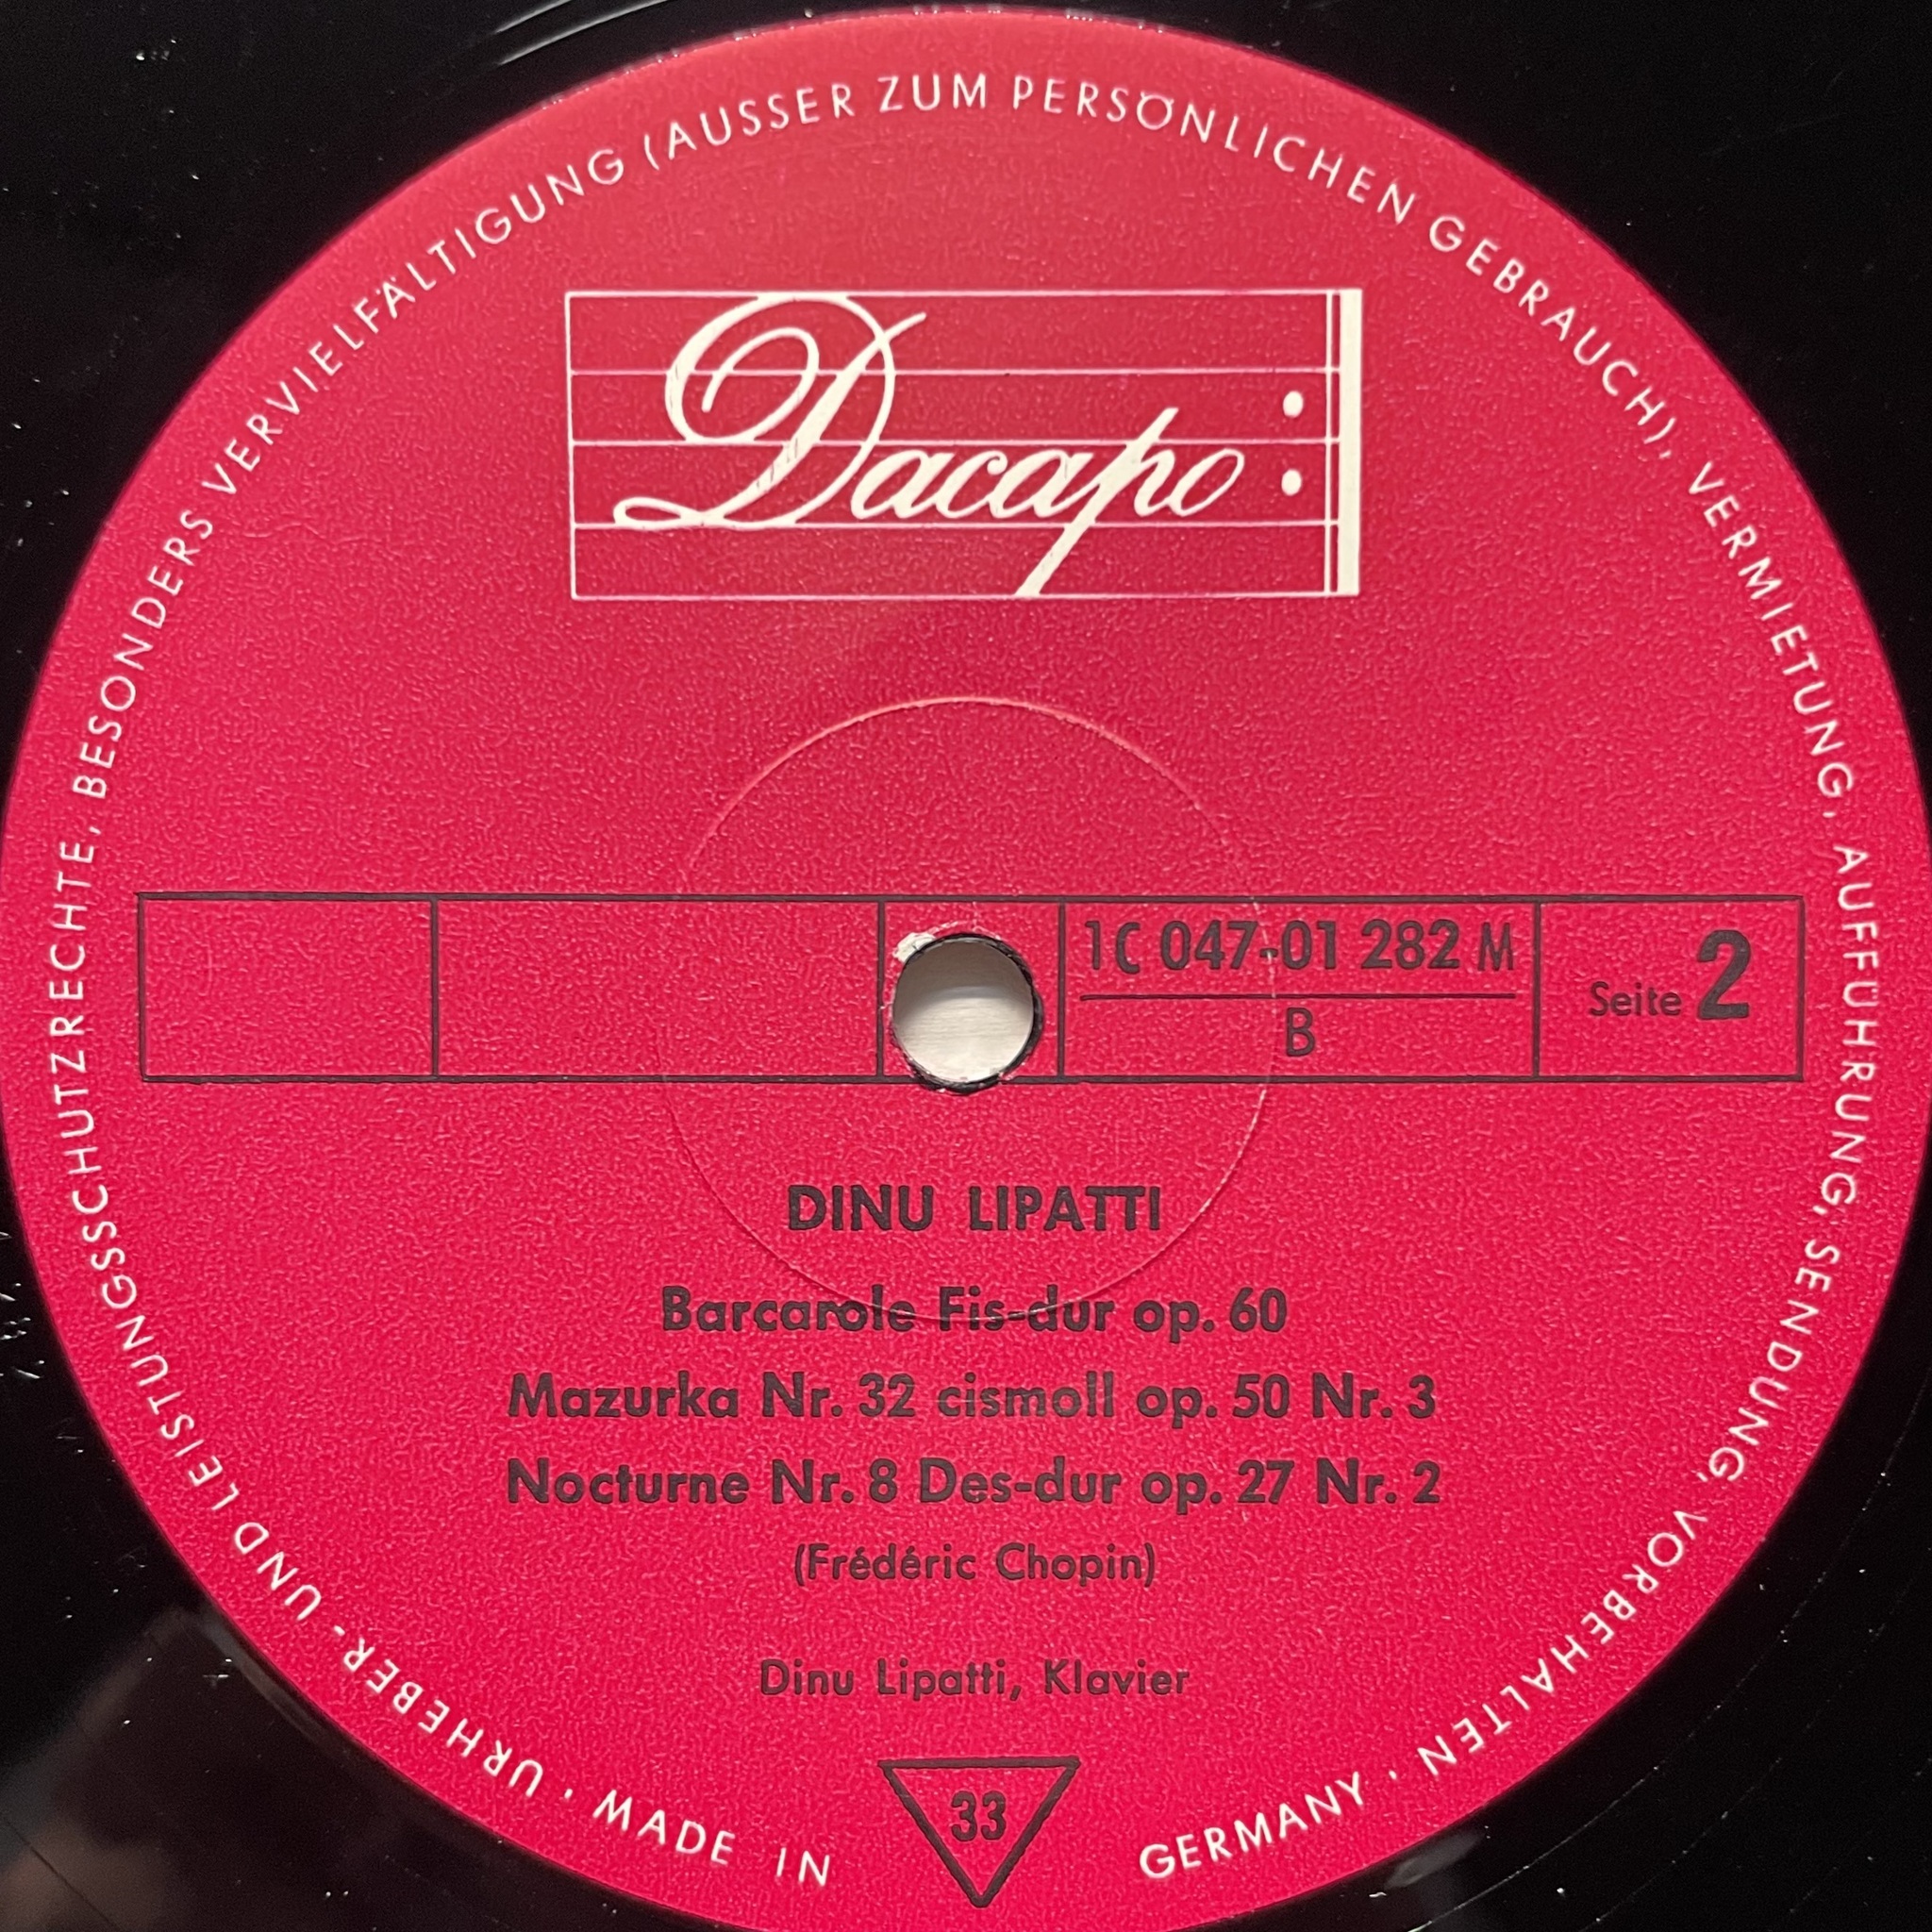 URHEBER- UND LEISTUNGSSCHUTZRECHTE, BESONDERS VERVIELFÄLTIGUNG (AUSSER ZUM PERSÖNLICHEN GEBRAUCH), VERMIETUNG, AUFFÜHRUNG, SENDUNG, VORBEHALTEN ·
Dacapo
1C 047-01 282 M
B
Seite 2
DINU LIPATTI
Barcarole Fis-dur op. 60
Mazurka Nr. 32 cismoll op. 50 Nr. 3
Nocturne Nr. 8 Des-dur op. 27 Nr. 2
(Frédéric Chopin)
Dinu Lipatti, Klavier
33
· MADE IN GERMANY ·